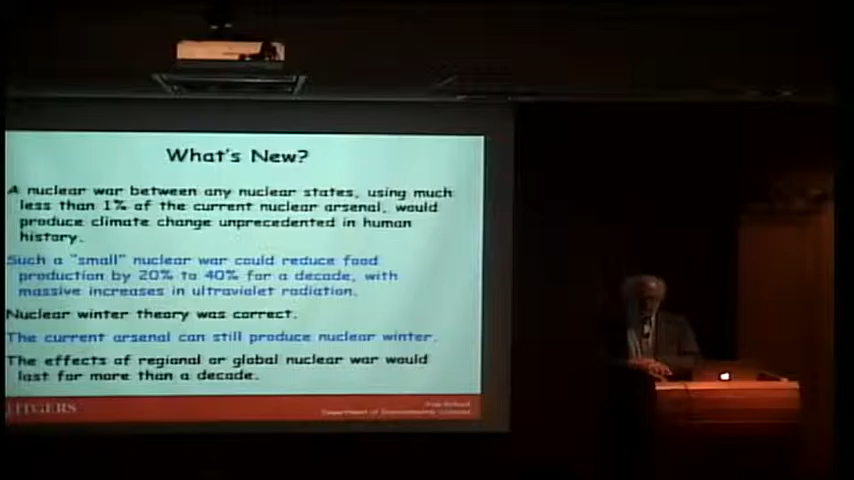 What's New?
A nuclear war between any nuclear states, using much
less than 1% of the current nuclear arsenal, would
produce climate change unprecedented in human
history.
Such a "small" nuclear war could reduce food
production by 20% to 40% for a decade, with
massive increases in ultraviolet radiation.
Nuclear winter theory was correct.
The current arsenal can still produce nuclear winter.
The effects of regional or global nuclear war would
last for more than a decade.
UTGERS
Department of Environmental Sciences